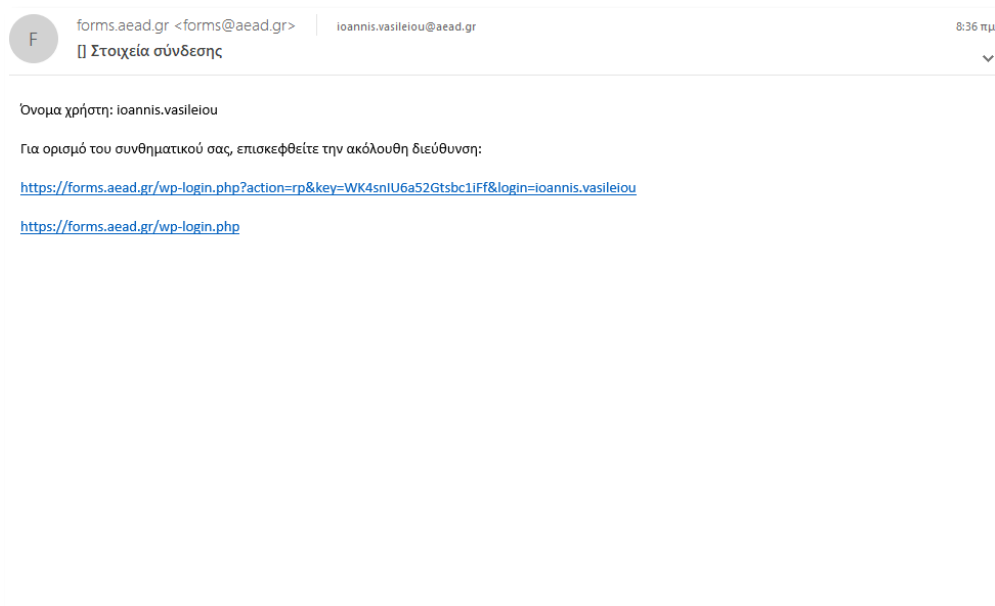 F
forms.aead.gr <forms@aead.gr>
ioannis.vasileiou@aead.gr
8:36 πμ
[] Στοιχεία σύνδεσης
Όνομα χρήστη: ioannis.vasileiou
Για ορισμό του συνθηματικού σας, επισκεφθείτε την ακόλουθη διεύθυνση:
https://forms.aead.gr/wp-login.php?action=rp&key=WK4snIU6a52Gtsbc1iFf&login=ioannis.vasileiou
https://forms.aead.gr/wp-login.php